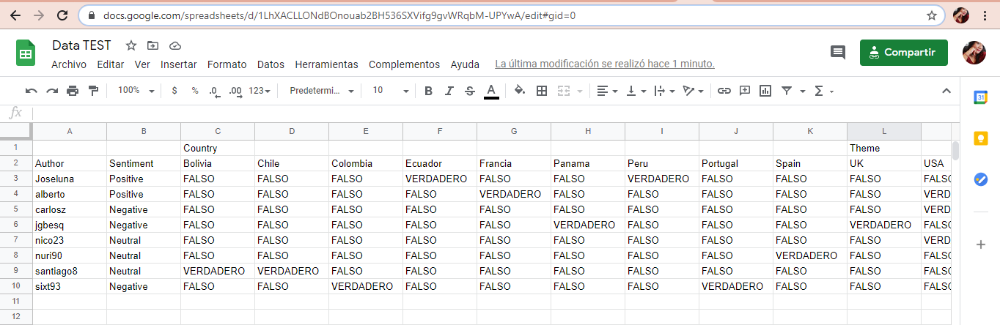 docs.google.com/spreadsheets/d/1LhXACLLONdBOnouab2BH536SXVifg9gvWRqbM-UPYwA/edit#gid=0
Data TEST
Archivo Editar Ver Insertar Formato Datos Herramientas Complementos Ayuda La última modificación se realizó hace 1 minuto.
Compartir
100% $ % .0 .00 123 Predetermi... 10 B I S A Σ
31
fx
A B C D E F G H I J K L
1 Country Theme
2 Author Sentiment Bolivia Chile Colombia Ecuador Francia Panama Peru Portugal Spain UK USA
3 Joseluna Positive FALSO FALSO FALSO VERDADERO FALSO FALSO VERDADERO FALSO FALSO FALSO FALSO
4 alberto Positive FALSO FALSO FALSO FALSO VERDADERO FALSO FALSO FALSO FALSO FALSO VERD
5 carlosz Negative FALSO FALSO FALSO FALSO FALSO FALSO FALSO FALSO FALSO FALSO VERD
6 jgbesq Negative FALSO FALSO FALSO FALSO FALSO VERDADERO FALSO FALSO FALSO VERDADERO FALSO
7 nico23 Neutral FALSO FALSO FALSO FALSO FALSO FALSO FALSO FALSO FALSO FALSO VERD
8 nuri90 Neutral FALSO FALSO FALSO FALSO FALSO FALSO FALSO FALSO VERDADERO FALSO FALSO
9 santiago8 Neutral VERDADERO VERDADERO FALSO FALSO FALSO FALSO FALSO FALSO FALSO FALSO FALSO
10 sixt93 Negative FALSO FALSO VERDADERO FALSO FALSO FALSO FALSO VERDADERO FALSO FALSO FALSO
11
12